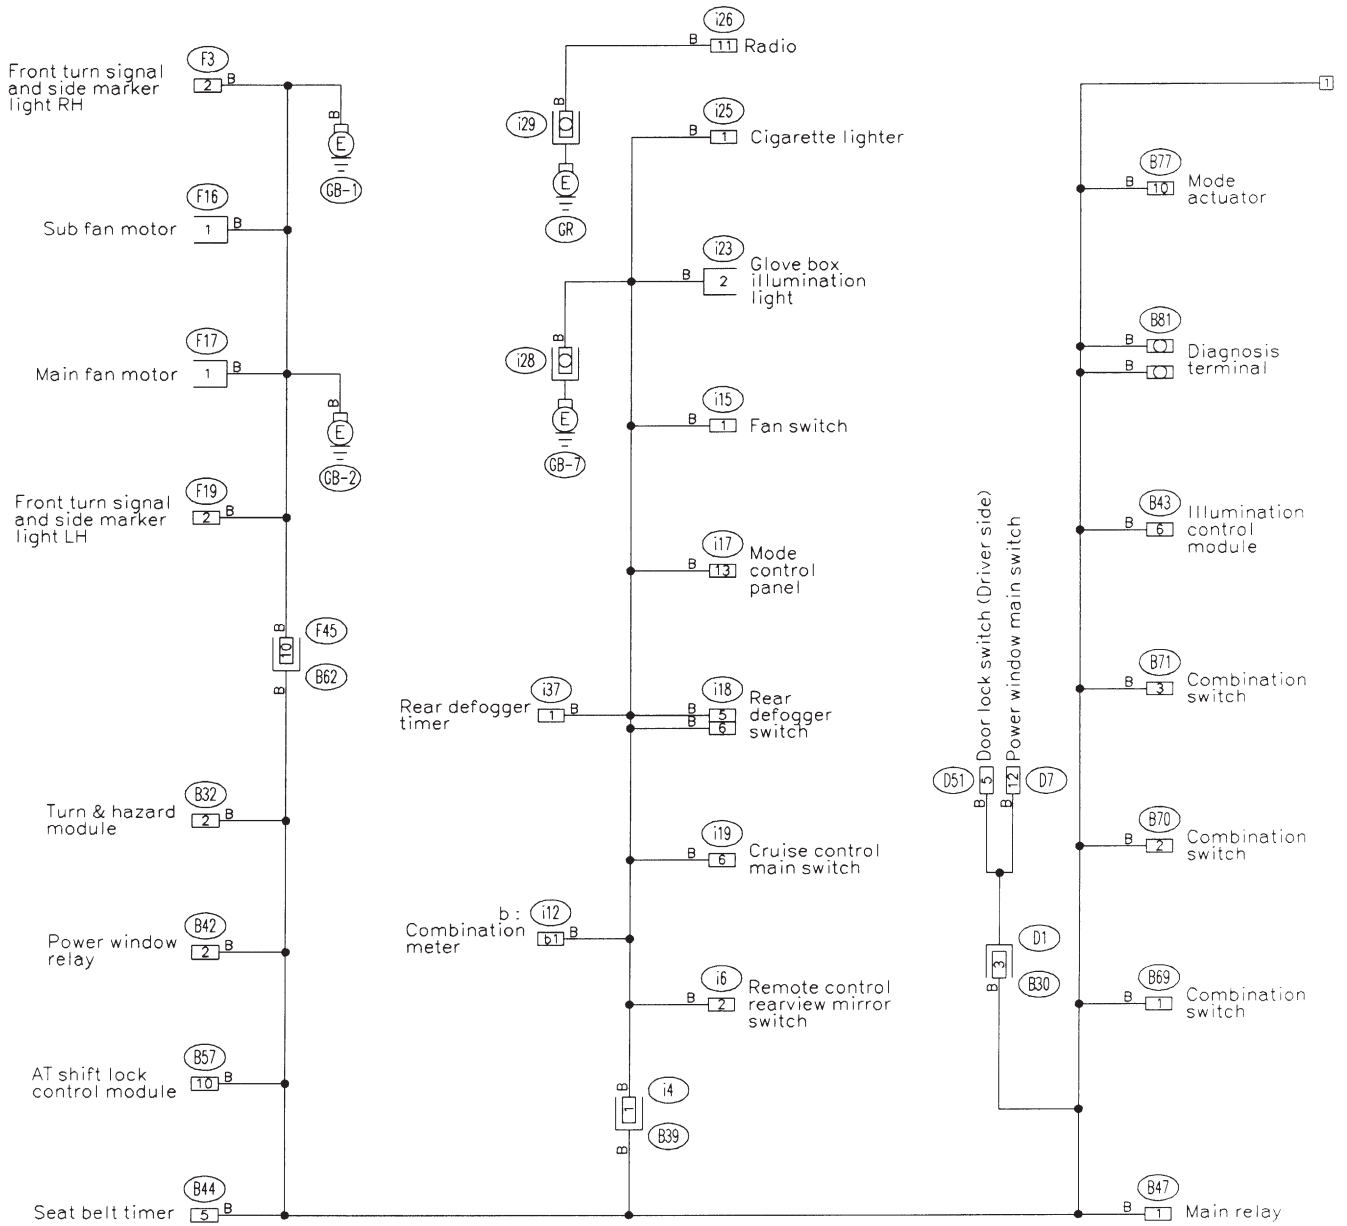 F3
Front turn signal
and side marker
light RH
2
B
B
E
GB-1
F16
Sub fan motor
1
B
F17
Main fan motor
1
B
B
E
GB-2
F19
Front turn signal
and side marker
light LH
2
B
B
10
F45
B62
B
B32
Turn & hazard
module
2
B
B42
Power window
relay
2
B
B57
AT shift lock
control module
10
B
B44
Seat belt timer
5
B
i26
B
11
Radio
B
i29
E
GR
i25
B
1
Cigarette lighter
i23
B
2
Glove box
illumination
light
B
i28
E
GB-7
i15
B
1
Fan switch
i17
B
13
Mode
control
panel
i37
Rear defogger
timer
1
B
i18
B
5
B
6
Rear
defogger
switch
i19
B
6
Cruise control
main switch
b :
Combination
meter
i12
b1
B
i6
B
2
Remote control
rearview mirror
switch
B
1
i4
B39
B
Door lock switch (Driver side)
Power window main switch
D51
5
12
D7
B
B
3
D1
B30
B
1
B77
B
10
Mode
actuator
B81
B
B
Diagnosis
terminal
B43
B
6
Illumination
control
module
B71
B
3
Combination
switch
B70
B
2
Combination
switch
B69
B
1
Combination
switch
B47
B
1
Main relay